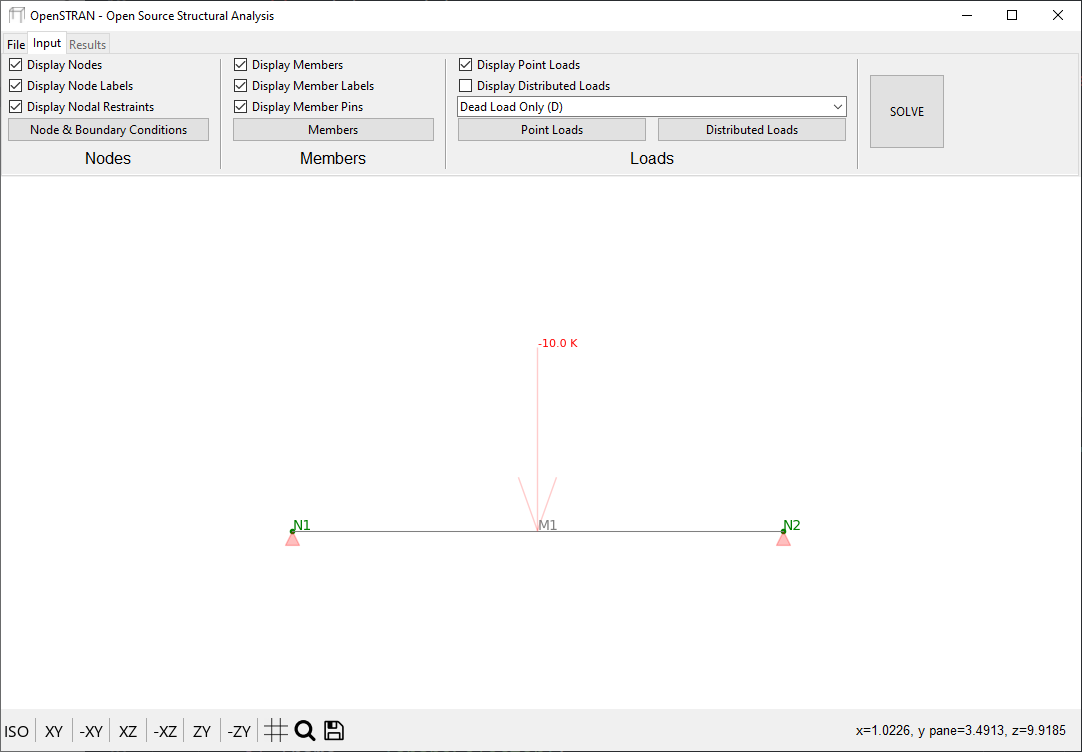 OpenSTRAN - Open Source Structural Analysis
File Input Results
Display Nodes
Display Node Labels
Display Nodal Restraints
Node & Boundary Conditions
Nodes
Display Members
Display Member Labels
Display Member Pins
Members
Members
Display Point Loads
Display Distributed Loads
Dead Load Only (D)
Point Loads Distributed Loads
Loads
SOLVE
-10.0 K
N1 M1 N2
ISO XY -XY XZ -XZ ZY -ZY x=1.0226, y pane=3.4913, z=9.9185